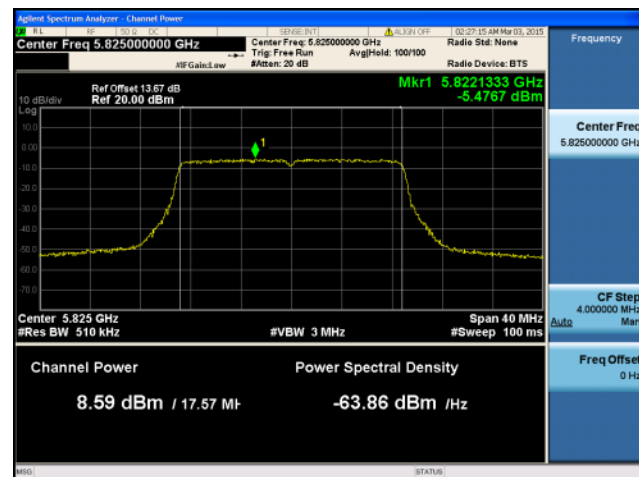 Agilent Spectrum Analyzer - Channel Power
RL RF 50 Ω DC SENSE:INT ALIGN OFF 02:27:15 AM Mar 03, 2015
Center Freq 5.825000000 GHz Center Freq: 5.825000000 GHz Radio Std: None
Trig: Free Run Avg|Hold: 100/100
#IFGain:Low #Atten: 20 dB Radio Device: BTS
Frequency
Ref Offset 13.67 dB Mkr1 5.8221333 GHz
10 dB/div Ref 20.00 dBm -5.4767 dBm
Log
10.0
0.00
-10.0
-20.0
-30.0
-40.0
-50.0
-60.0
-70.0
1
Center Freq
5.825000000 GHz
CF Step
4.000000 MHz
Auto Man
Center 5.825 GHz Span 40 MHz
#Res BW 510 kHz #VBW 3 MHz #Sweep 100 ms
Freq Offset
0 Hz
Channel Power Power Spectral Density
8.59 dBm / 17.57 MH -63.86 dBm /Hz
MSG STATUS